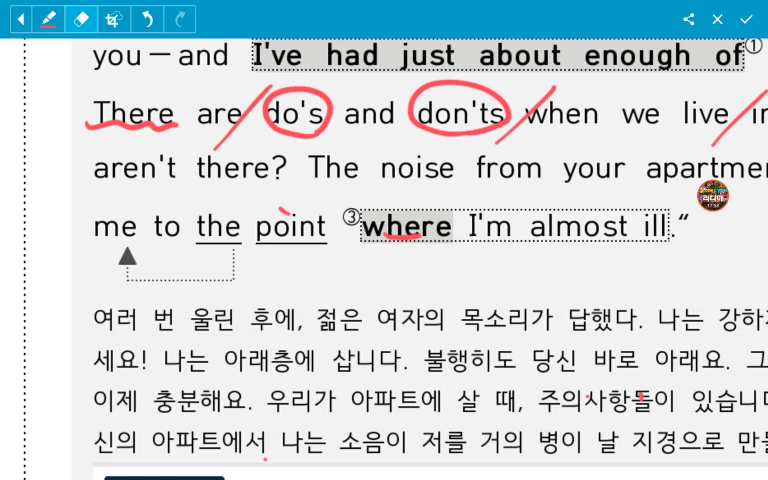 you — and I've had just about enough of①
There are do's and don'ts when we live in
aren't there? The noise from your apartmen
me to the point ③where I'm almost ill.“
여러 번 울린 후에, 젊은 여자의 목소리가 답했다. 나는 강하
세요! 나는 아래층에 삽니다. 불행히도 당신 바로 아래요. 그
이제 충분해요. 우리가 아파트에 살 때, 주의사항들이 있습니
신의 아파트에서 나는 소음이 저를 거의 병이 날 지경으로 만